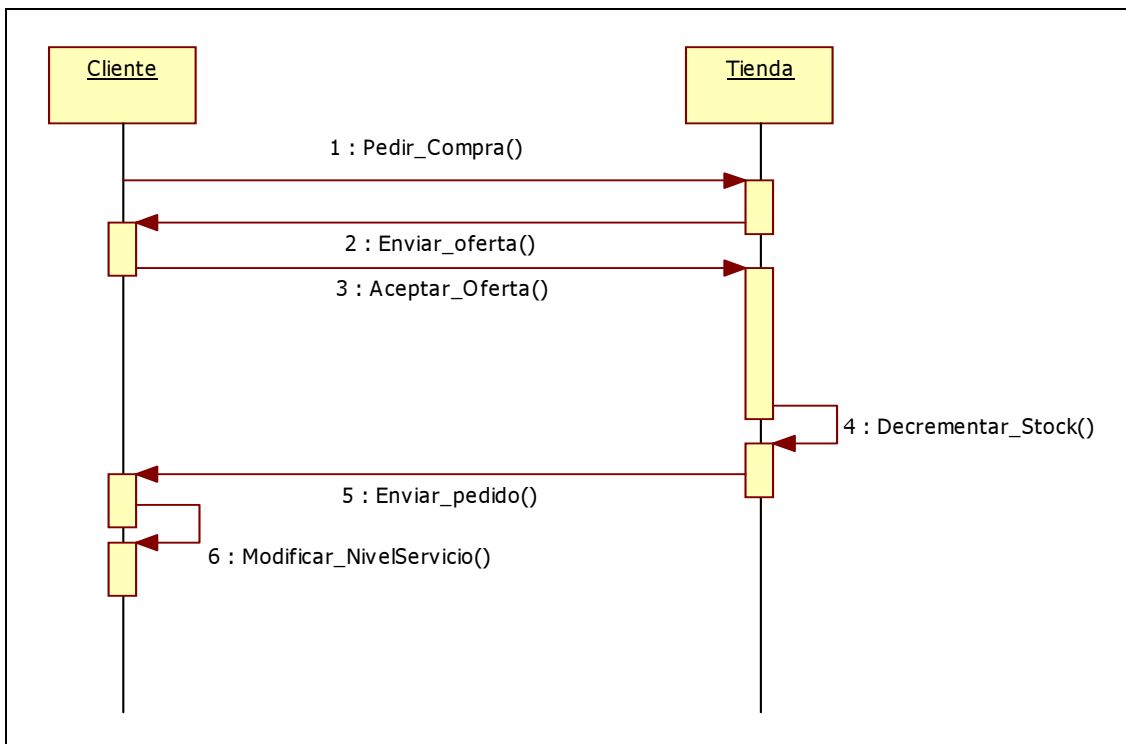 Cliente
Tienda
1 : Pedir_Compra()
2 : Enviar_oferta()
3 : Aceptar_Oferta()
4 : Decrementar_Stock()
5 : Enviar_pedido()
6 : Modificar_NivelServicio()